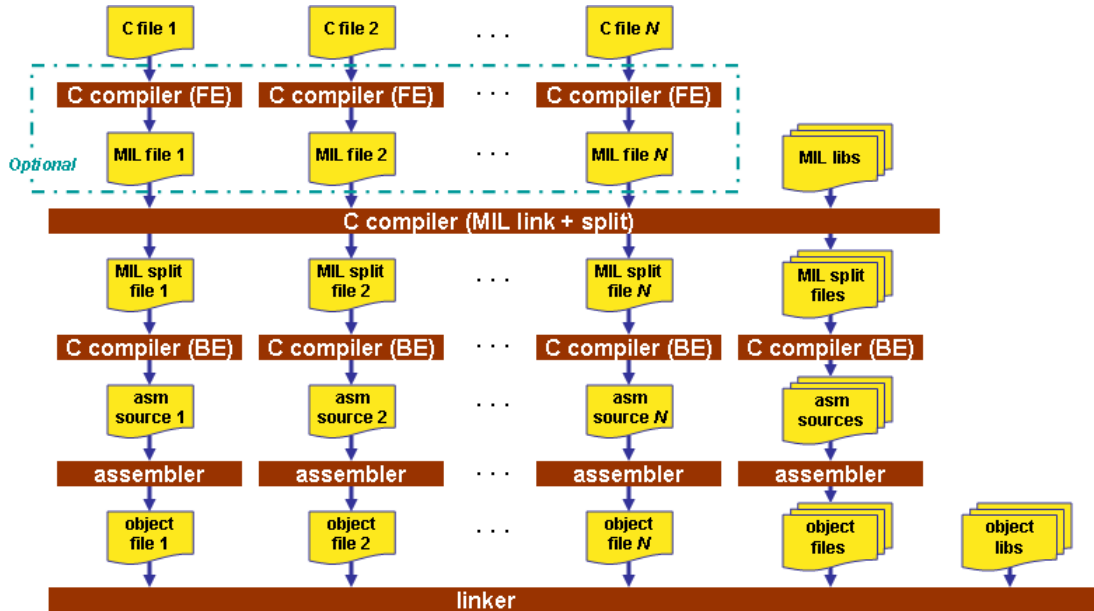 C file 1
C file 2
. . .
C file N
C compiler (FE)
C compiler (FE)
. . .
C compiler (FE)
Optional
MIL file 1
MIL file 2
. . .
MIL file N
MIL libs
C compiler (MIL link + split)
MIL split
file 1
MIL split
file 2
. . .
MIL split
file N
MIL split
files
C compiler (BE)
C compiler (BE)
. . .
C compiler (BE)
C compiler (BE)
asm
source 1
asm
source 2
. . .
asm
source N
asm
sources
assembler
assembler
. . .
assembler
assembler
object
file 1
object
file 2
. . .
object
file N
object
files
object
libs
linker